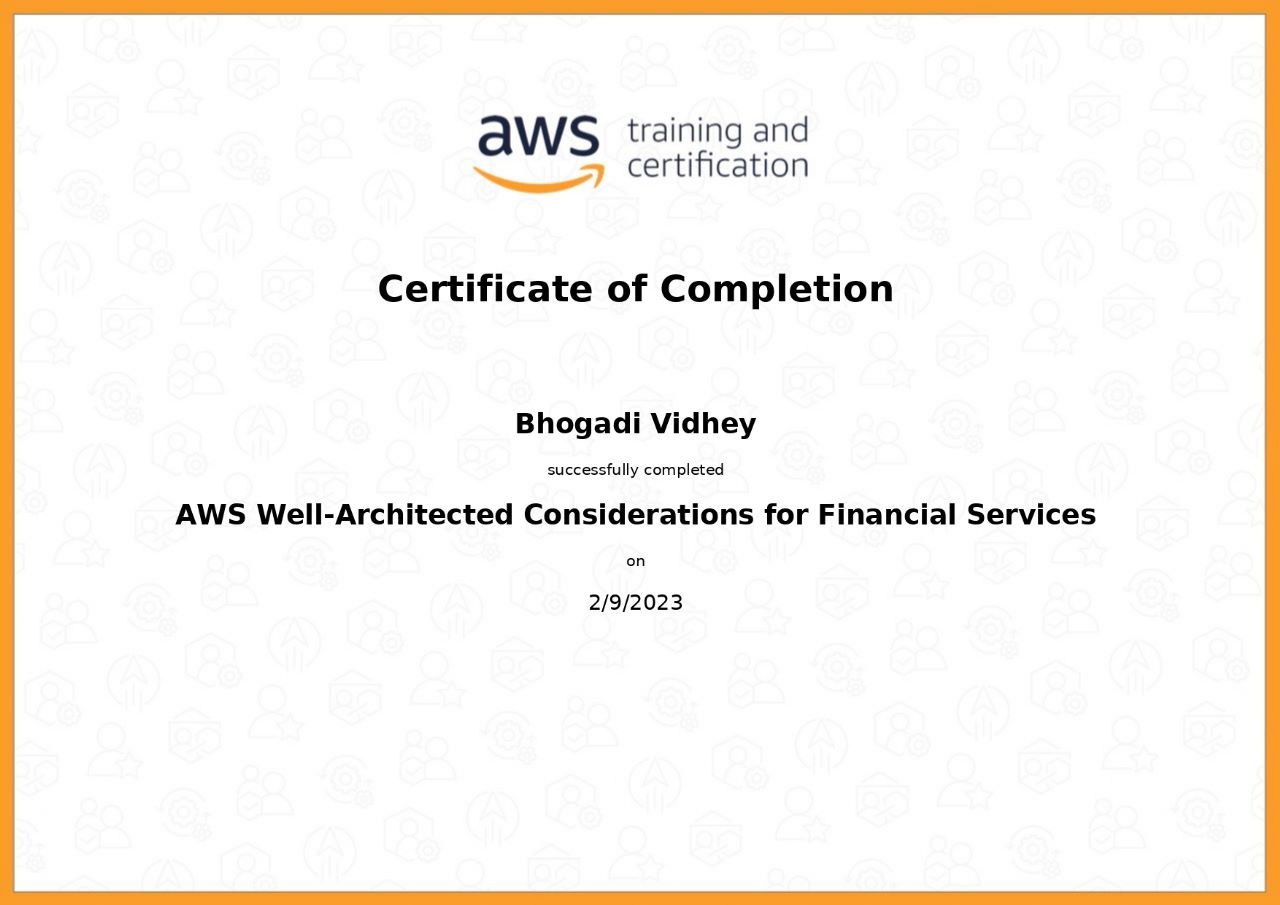 aws training and
certification
Certificate of Completion
Bhogadi Vidhey
successfully completed
AWS Well-Architected Considerations for Financial Services
on
2/9/2023